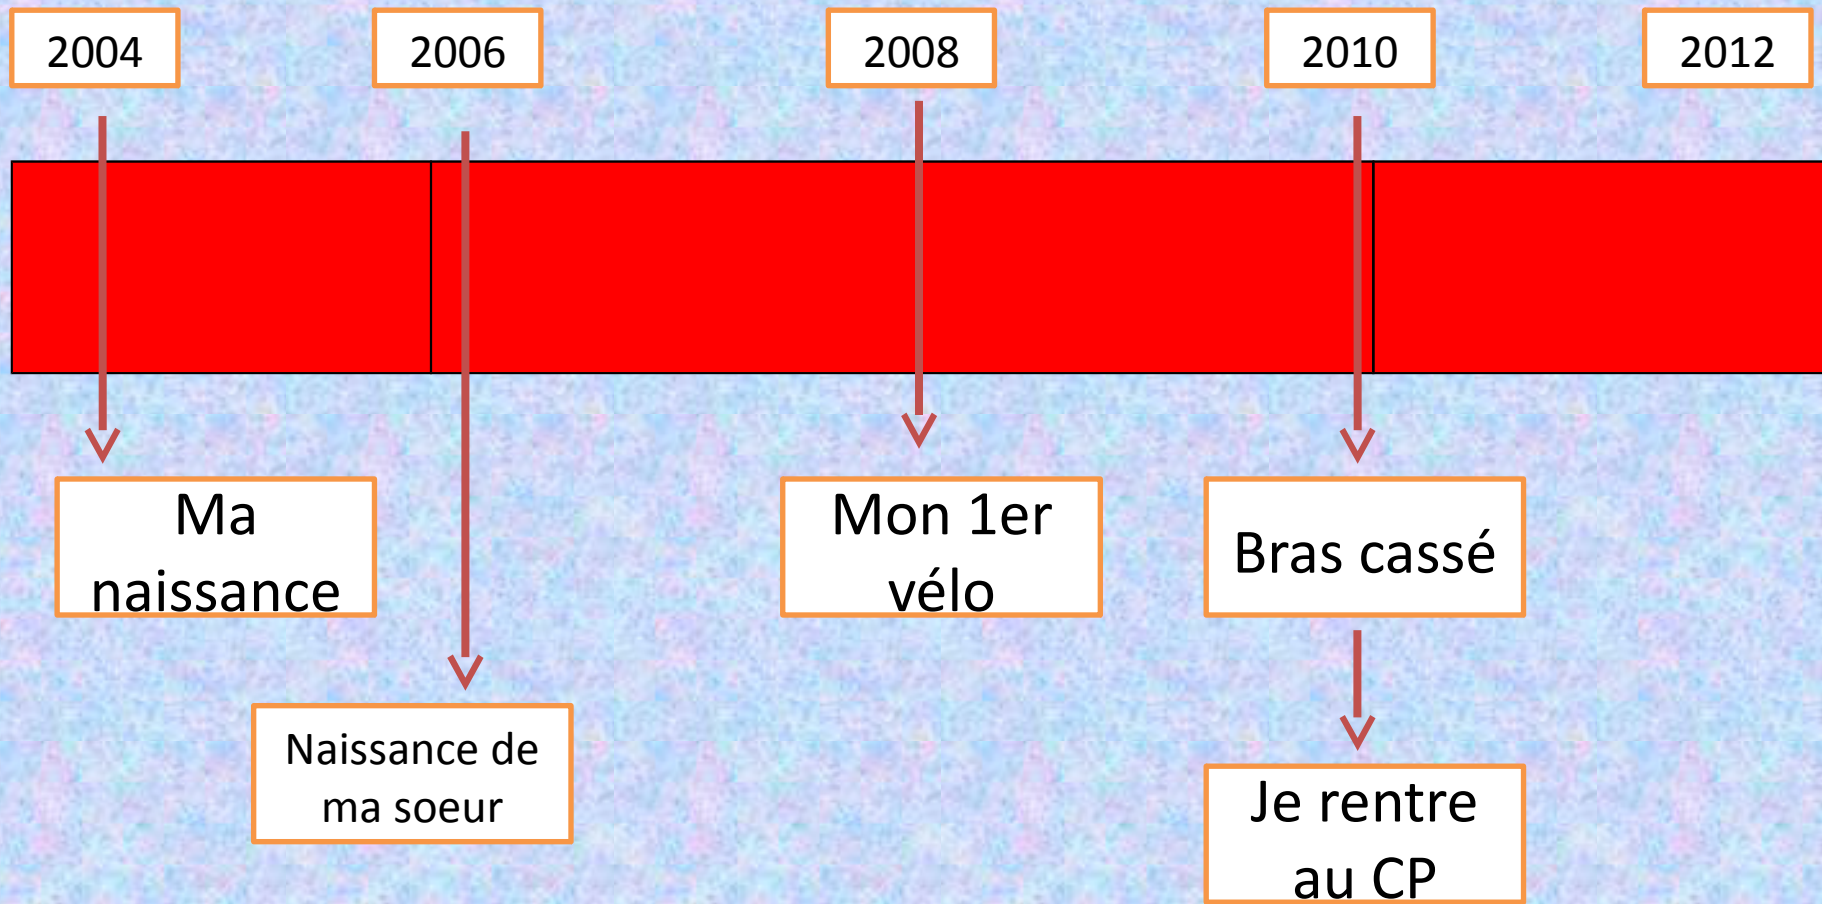 2004
2006
2008
2010
2012
Ma
naissance
Mon 1er
vélo
Bras cassé
Naissance de
ma soeur
Je rentre
au CP